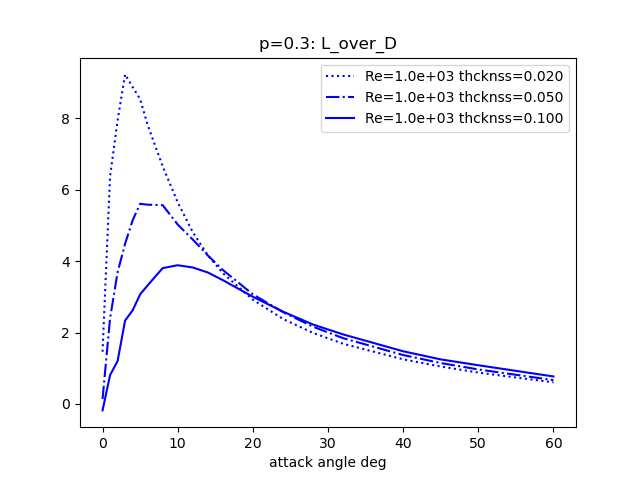 p=0.3: L_over_D
Re=1.0e+03 thcknss=0.020
Re=1.0e+03 thcknss=0.050
Re=1.0e+03 thcknss=0.100
8
6
4
2
0
0 10 20 30 40 50 60
attack angle deg